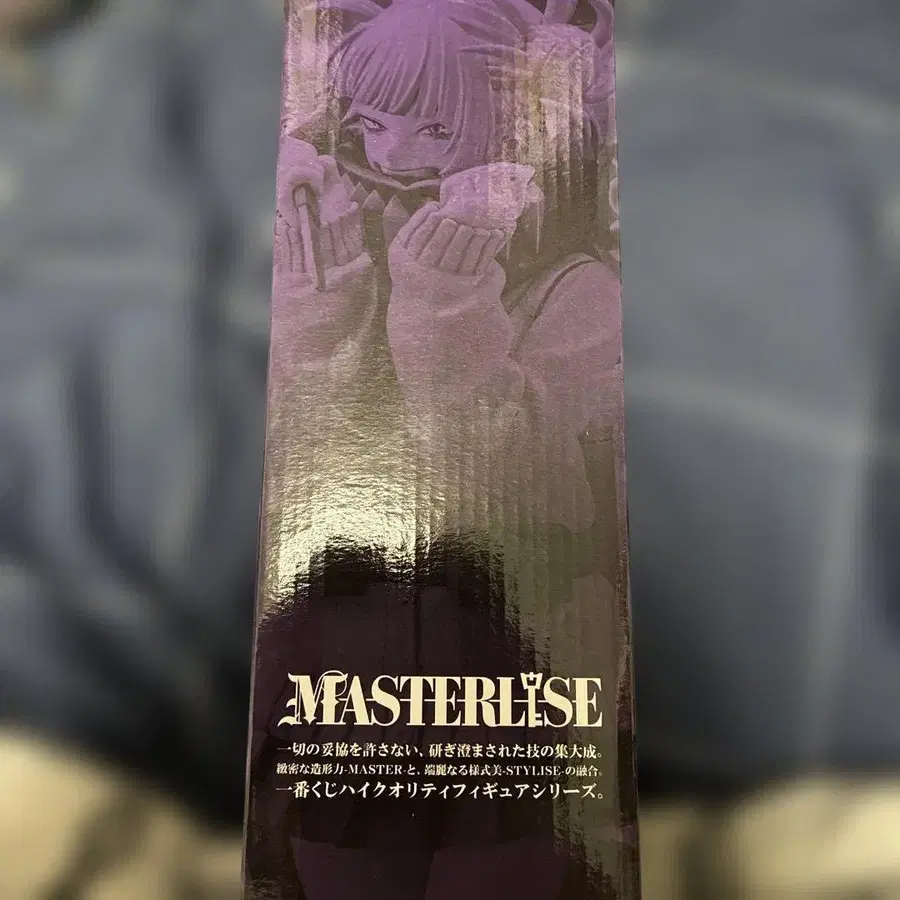 MASTERLISE
一切の妥協を許さない、研ぎ澄まされた技の集大成。
緻密な造形力-MASTER-と、端麗なる様式美-STYLISE-の融合。
一番くじハイクオリティフィギュアシリーズ。